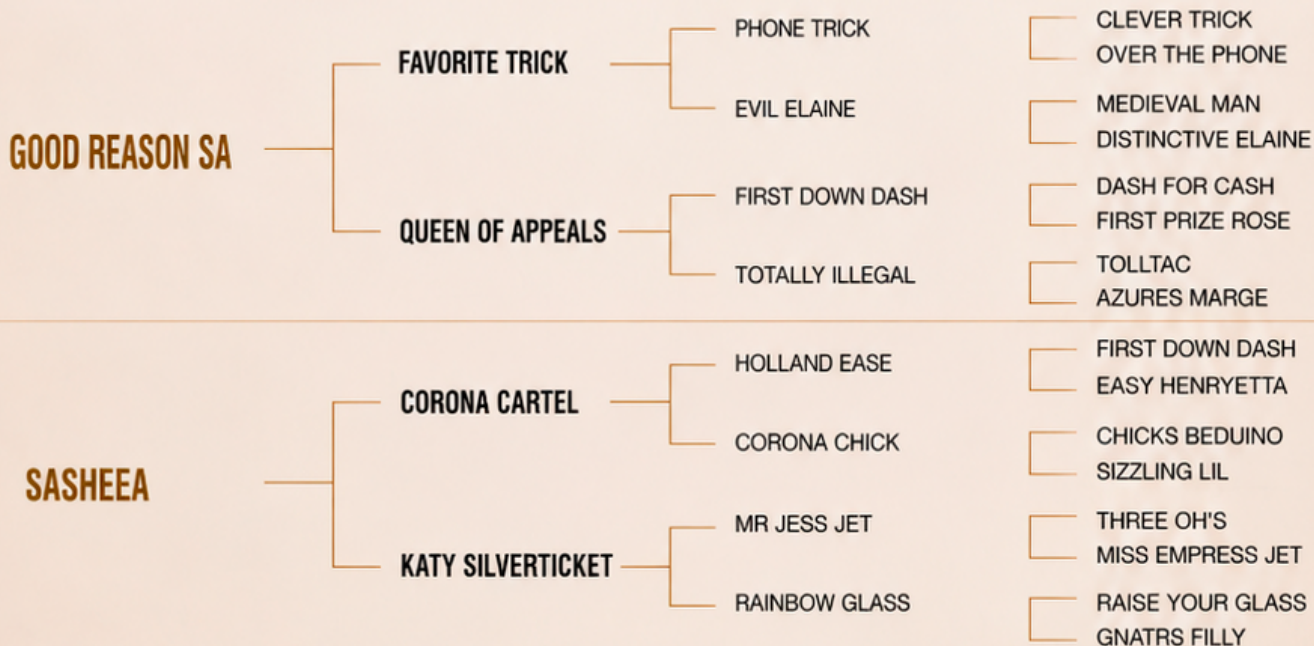 GOOD REASON SA
FAVORITE TRICK
PHONE TRICK
CLEVER TRICK
OVER THE PHONE
EVIL ELAINE
MEDIEVAL MAN
DISTINCTIVE ELAINE
QUEEN OF APPEALS
FIRST DOWN DASH
DASH FOR CASH
FIRST PRIZE ROSE
TOTALLY ILLEGAL
TOLLTAC
AZURES MARGE
SASHEEA
CORONA CARTEL
HOLLAND EASE
FIRST DOWN DASH
EASY HENRYETTA
CORONA CHICK
CHICKS BEDUINO
SIZZLING LIL
KATY SILVERTICKET
MR JESS JET
THREE OH'S
MISS EMPRESS JET
RAINBOW GLASS
RAISE YOUR GLASS
GNATRS FILLY